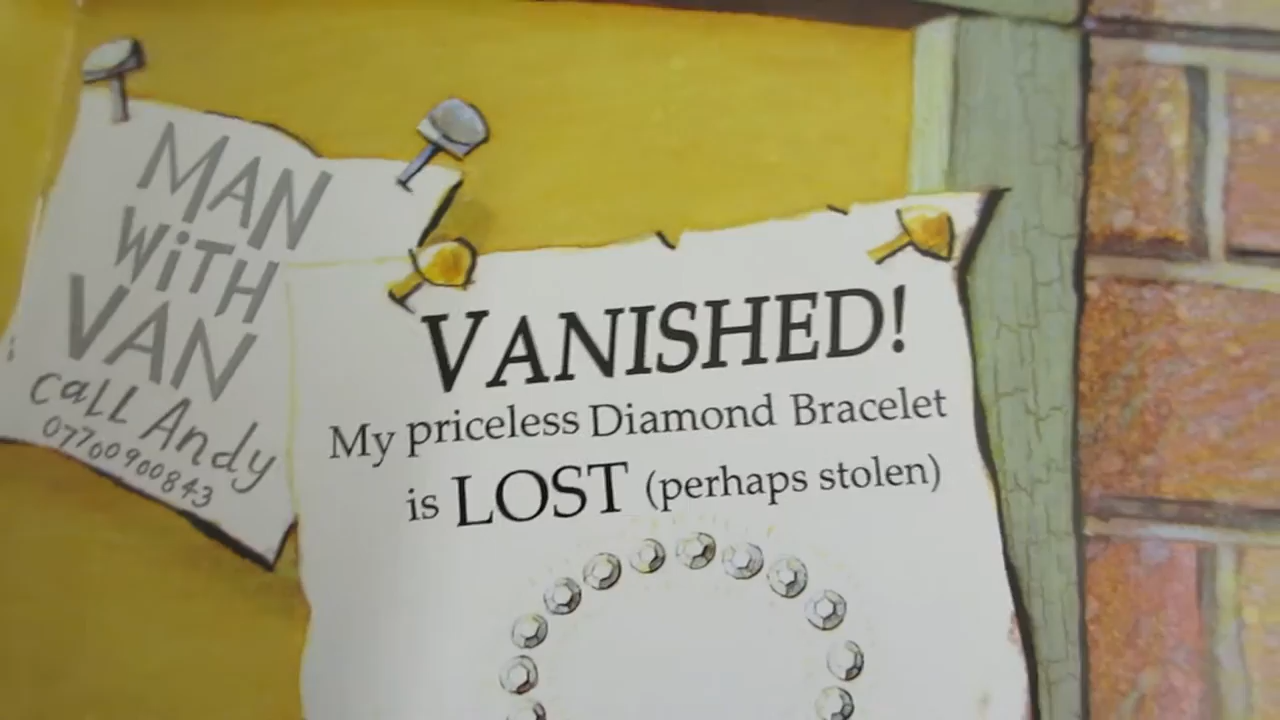 MAN
WiTH
VAN
Call Andy
07700900843
VANISHED!
My priceless Diamond Bracelet
is LOST (perhaps stolen)